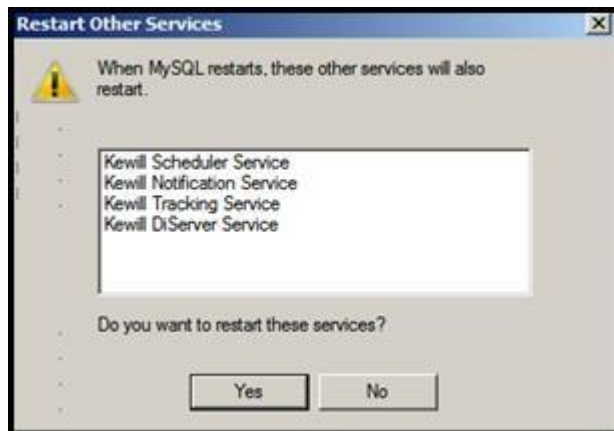 Restart Other Services
When MySQL restarts, these other services will also
restart.
Kewill Scheduler Service
Kewill Notification Service
Kewill Tracking Service
Kewill DiServer Service
Do you want to restart these services?
Yes
No